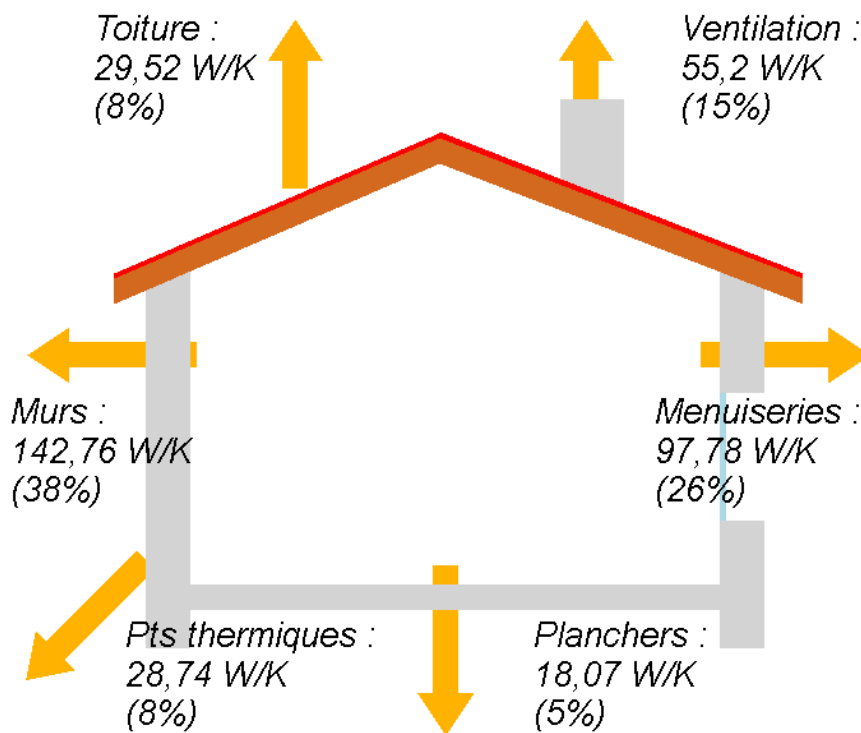 Toiture :
29,52 W/K
(8%)
Ventilation :
55,2 W/K
(15%)
Murs :
142,76 W/K
(38%)
Menuiseries :
97,78 W/K
(26%)
Pts thermiques :
28,74 W/K
(8%)
Planchers :
18,07 W/K
(5%)